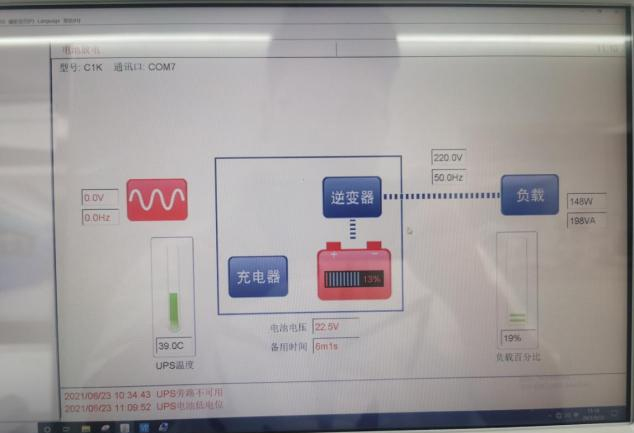 Language
电池放电
型号: C1K 通讯口: COM7
220.0V
50.0Hz
0.0V
0.0Hz
逆变器
负载
148W
198VA
充电器
+ −
13%
电池电压 22.5V
备用时间 6m1s
39.0C
UPS温度
19%
负载百分比
2021/06/23 10:34:43 UPS旁路不可用
2021/06/23 11:09:52 UPS电池低电位